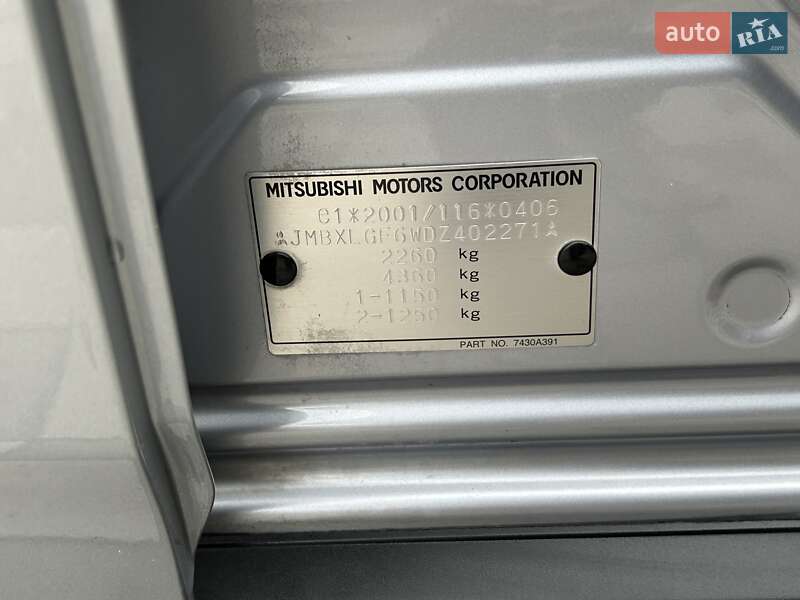 auto RIA
.com
MITSUBISHI MOTORS CORPORATION
e1*2001/116*0406
JMBXLGF6WDZ402271
2260 kg
4360 kg
1-1150 kg
2-1250 kg
PART NO. 7430A391